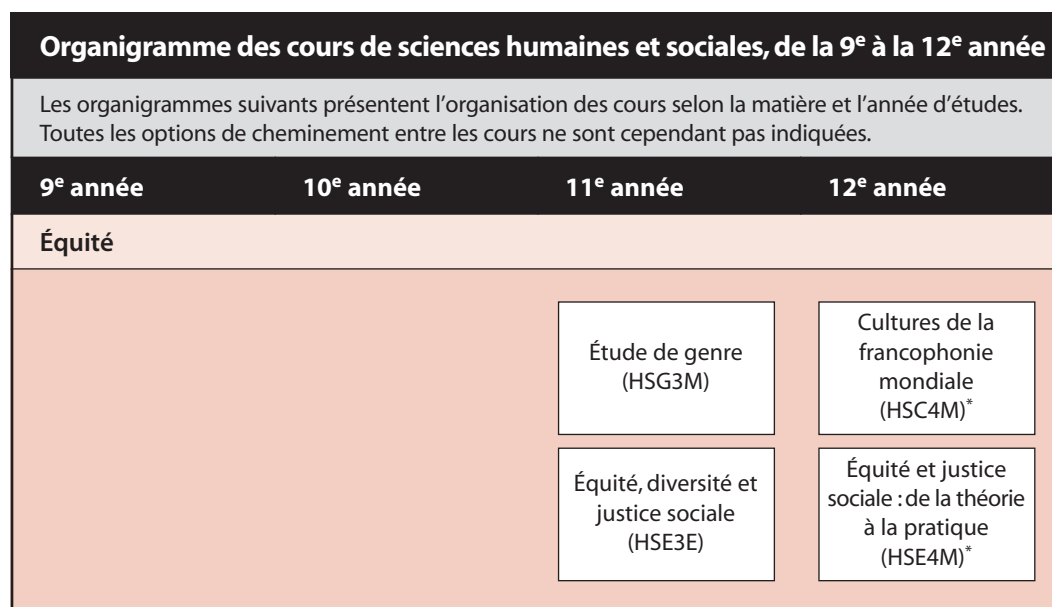 Organigramme des cours de sciences humaines et sociales, de la 9e à la 12e année
Les organigrammes suivants présentent l'organisation des cours selon la matière et l'année d'études.
Toutes les options de cheminement entre les cours ne sont cependant pas indiquées.
9e année 10e année 11e année 12e année
Équité
Étude de genre
(HSG3M)
Cultures de la
francophonie
mondiale
(HSC4M)*
Équité, diversité et
justice sociale
(HSE3E)
Équité et justice
sociale : de la théorie
à la pratique
(HSE4M)*